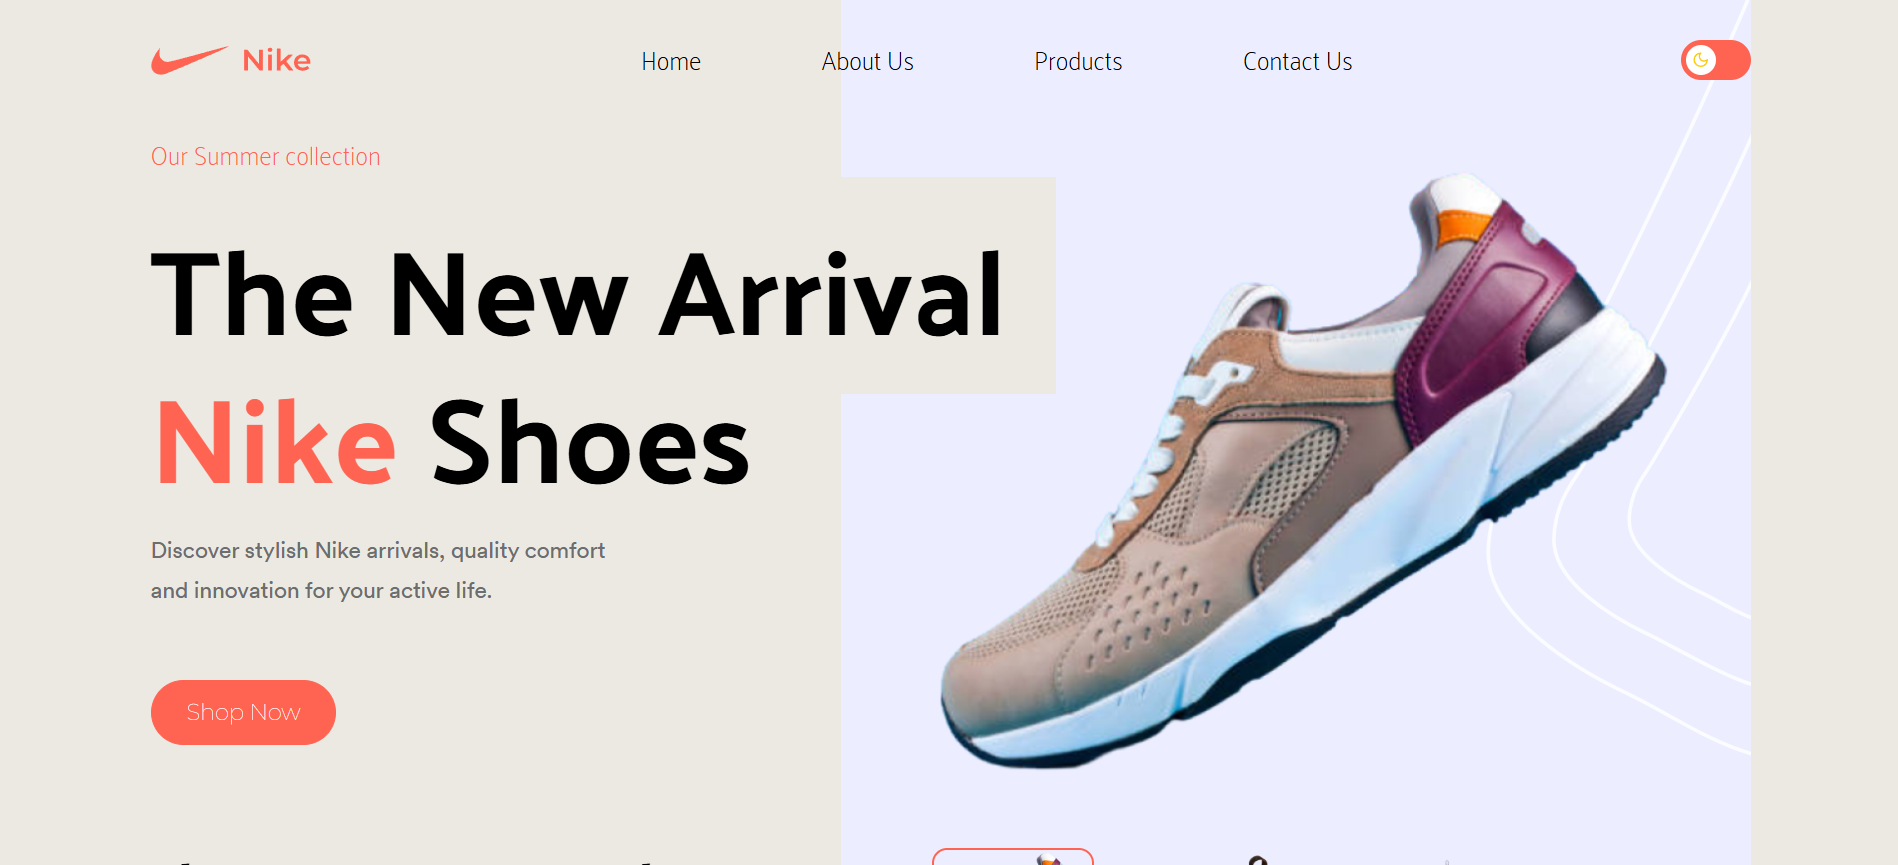 Nike
Home
About Us
Products
Contact Us
Our Summer collection
The New Arrival
Nike Shoes
Discover stylish Nike arrivals, quality comfort
and innovation for your active life.
Shop Now